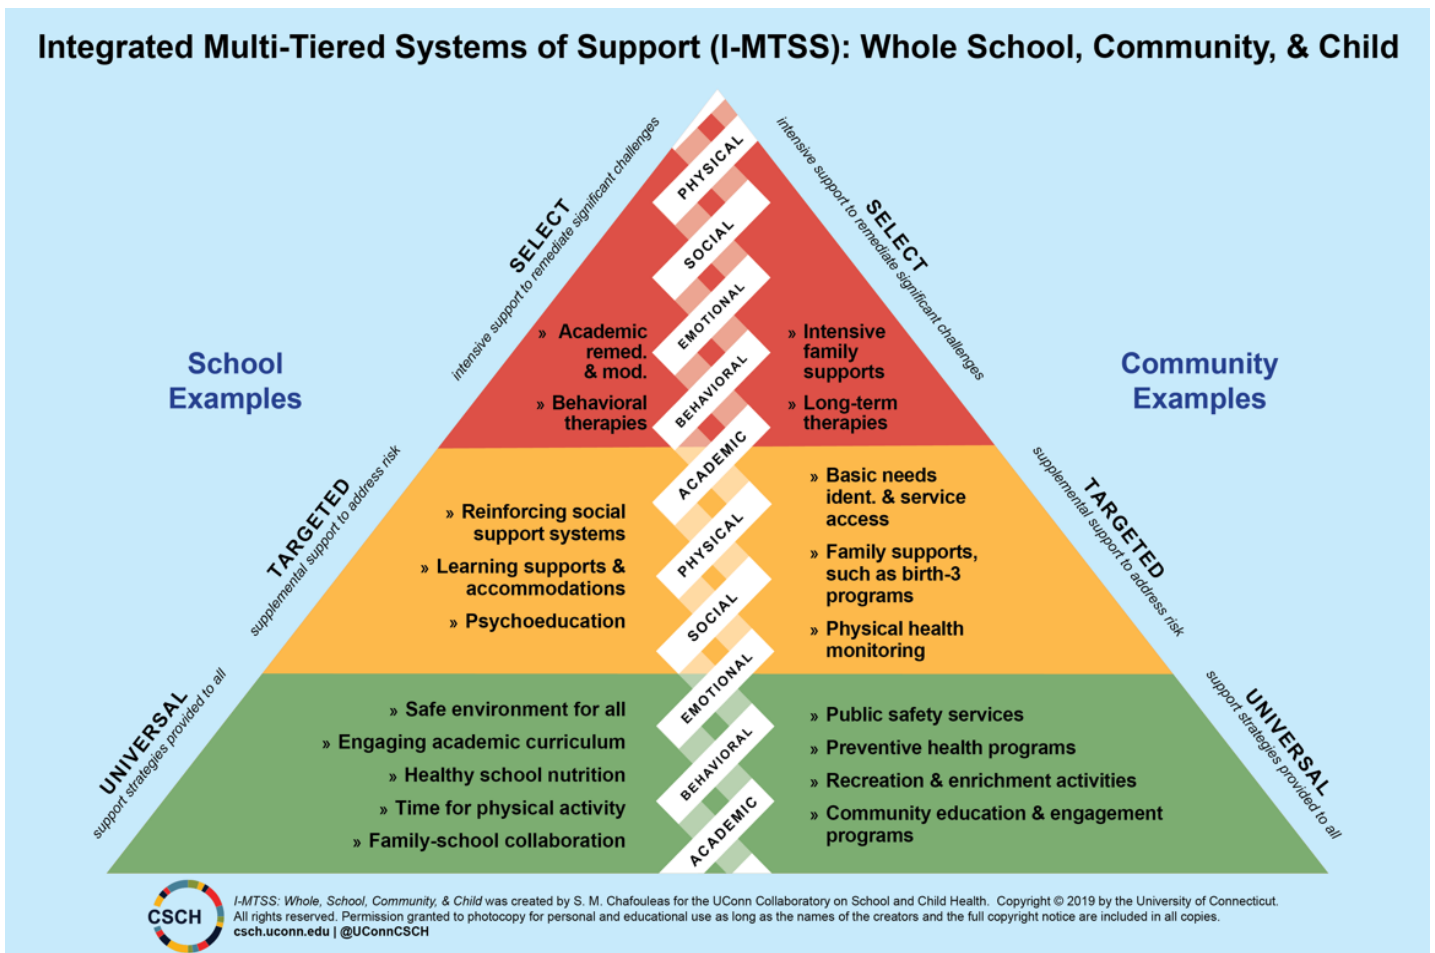 Integrated Multi-Tiered Systems of Support (I-MTSS): Whole School, Community, & Child
School
Examples
SELECT
intensive support to remediate significant challenges
» Academic
remed.
& mod.
» Behavioral
therapies
TARGETED
supplemental support to address risk
» Reinforcing social
support systems
» Learning supports &
accommodations
» Psychoeducation
UNIVERSAL
support strategies provided to all
» Safe environment for all
» Engaging academic curriculum
» Healthy school nutrition
» Time for physical activity
» Family-school collaboration
PHYSICAL
SOCIAL
EMOTIONAL
BEHAVIORAL
ACADEMIC
PHYSICAL
SOCIAL
EMOTIONAL
BEHAVIORAL
ACADEMIC
Community
Examples
SELECT
intensive support to remediate significant challenges
» Intensive
family
supports
» Long-term
therapies
TARGETED
supplemental support to address risk
» Basic needs
ident. & service
access
» Family supports,
such as birth-3
programs
» Physical health
monitoring
UNIVERSAL
support strategies provided to all
» Public safety services
» Preventive health programs
» Recreation & enrichment activities
» Community education & engagement
programs
CSCH
I-MTSS: Whole, School, Community, & Child was created by S. M. Chafouleas for the UConn Collaboratory on School and Child Health. Copyright © 2019 by the University of Connecticut.
All rights reserved. Permission granted to photocopy for personal and educational use as long as the names of the creators and the full copyright notice are included in all copies.
csch.uconn.edu | @UConnCSCH